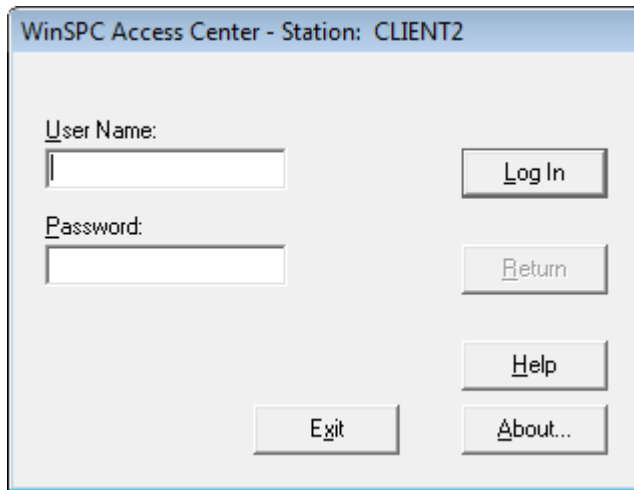 WinSPC Access Center - Station: CLIENT2
User Name:
Log In
Password:
Return
Help
Exit
About...